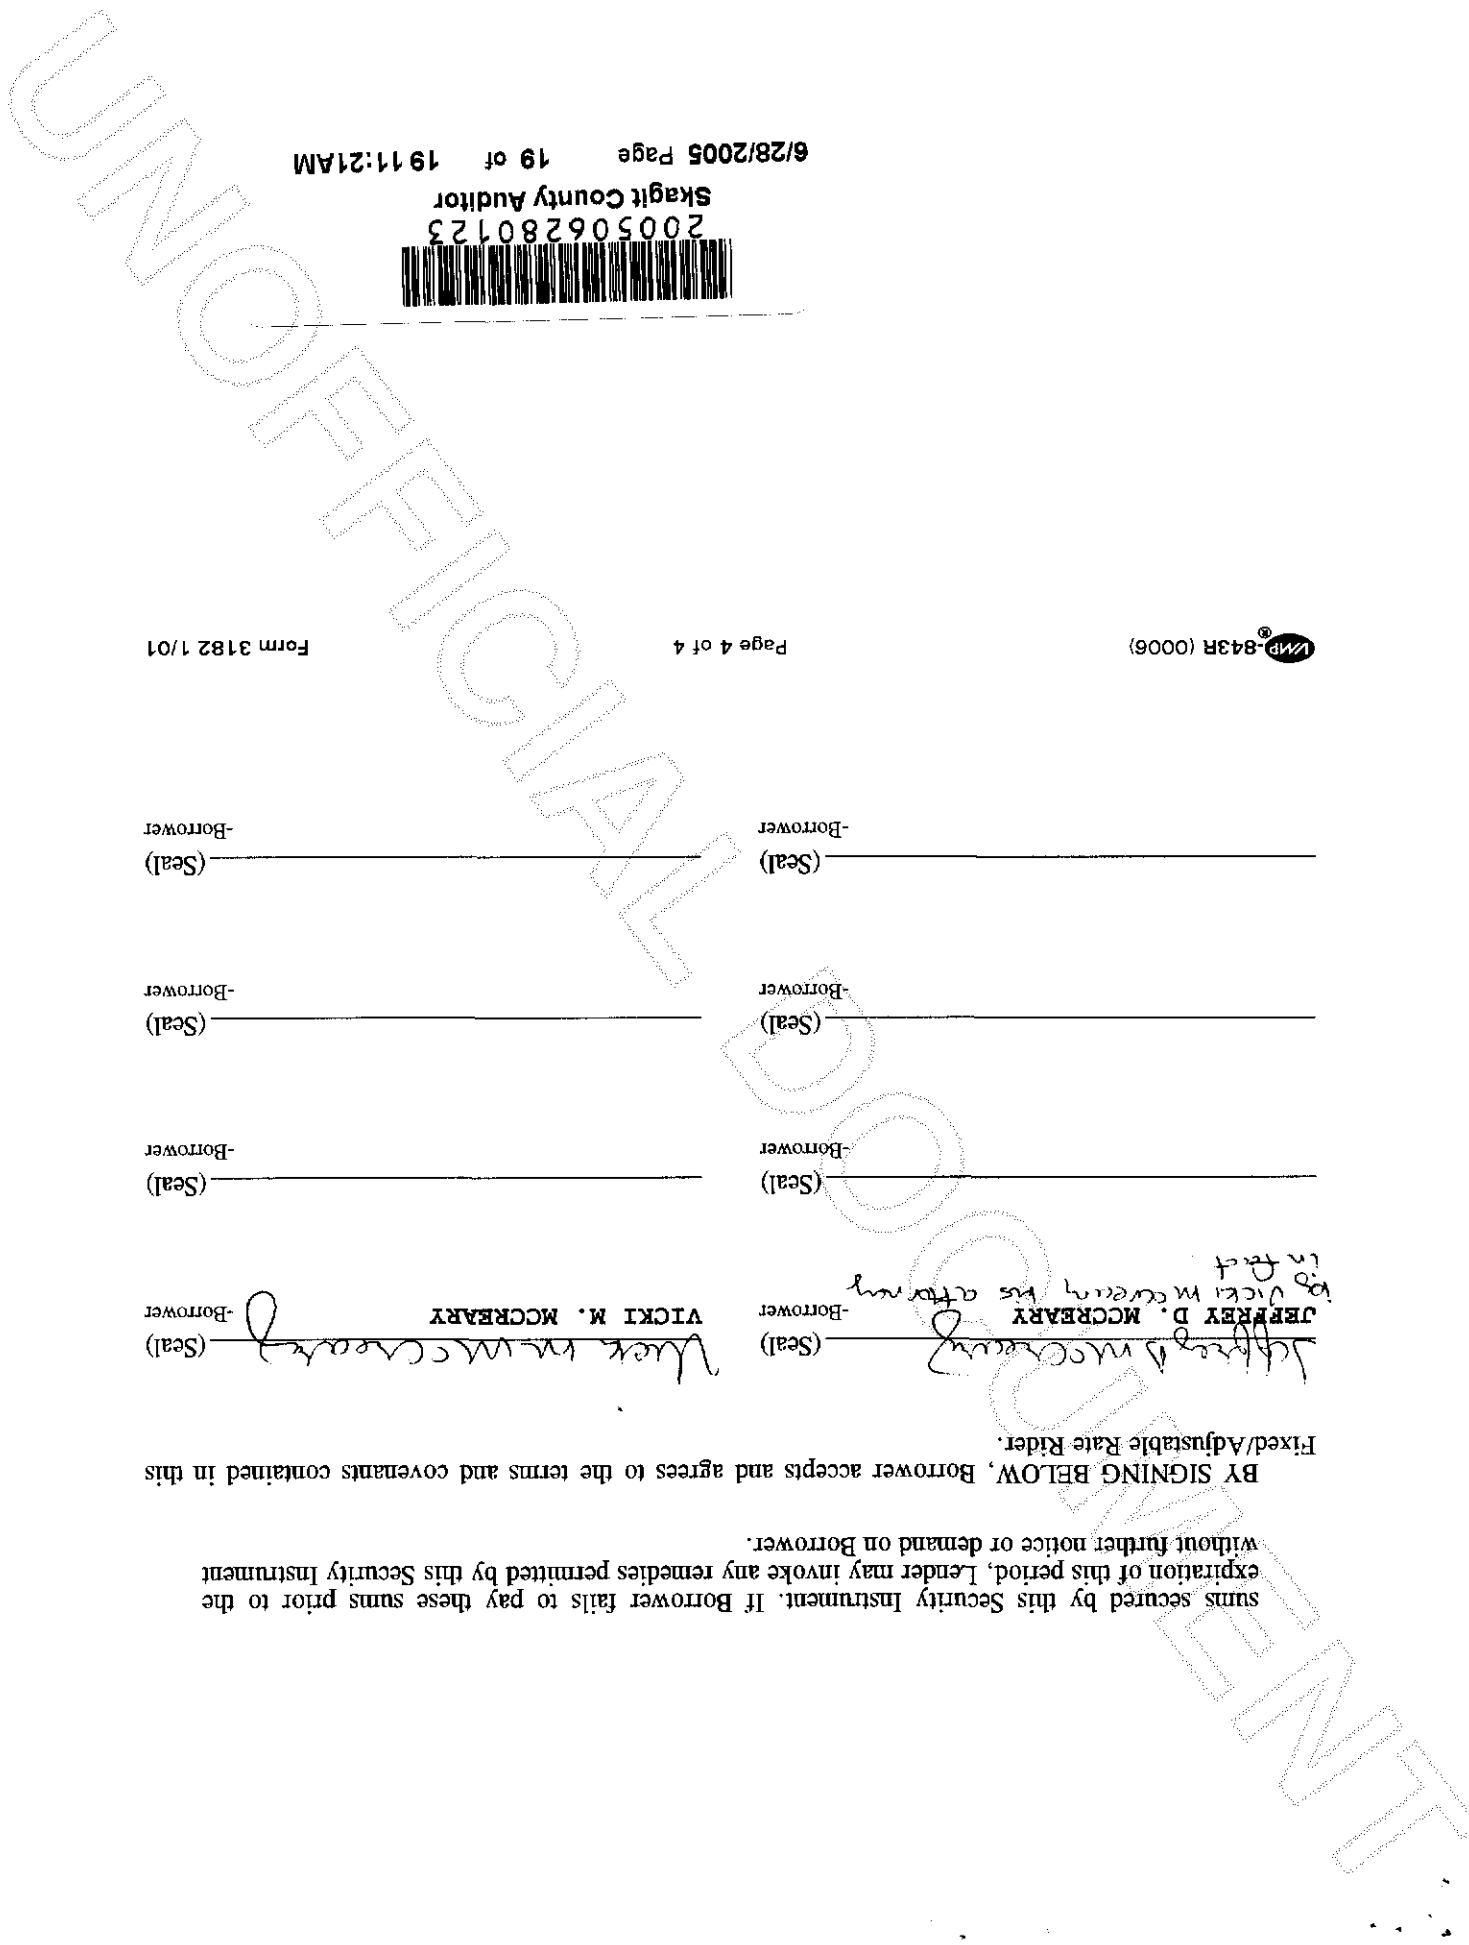 sums secured by this Security Instrument. If Borrower fails to pay these sums prior to the
expiration of this period, Lender may invoke any remedies permitted by this Security Instrument
without further notice or demand on Borrower.
BY SIGNING BELOW, Borrower accepts and agrees to the terms and covenants contained in this
Fixed/Adjustable Rate Rider.
Jeffrey D McCreary (Seal) Vicki M McCreary (Seal)
JEFFREY D. MCCREARY -Borrower VICKI M. MCCREARY -Borrower
by Vicki McCreary his attorney
in fact
(Seal) (Seal)
-Borrower -Borrower
(Seal) (Seal)
-Borrower -Borrower
(Seal) (Seal)
-Borrower -Borrower
VMP-843R (0006) Page 4 of 4 Form 3182 1/01
®
200506280123
Skagit County Auditor
6/28/2005 Page 19 of 19 11:21AM
UNOFFICIAL DOCUMENT